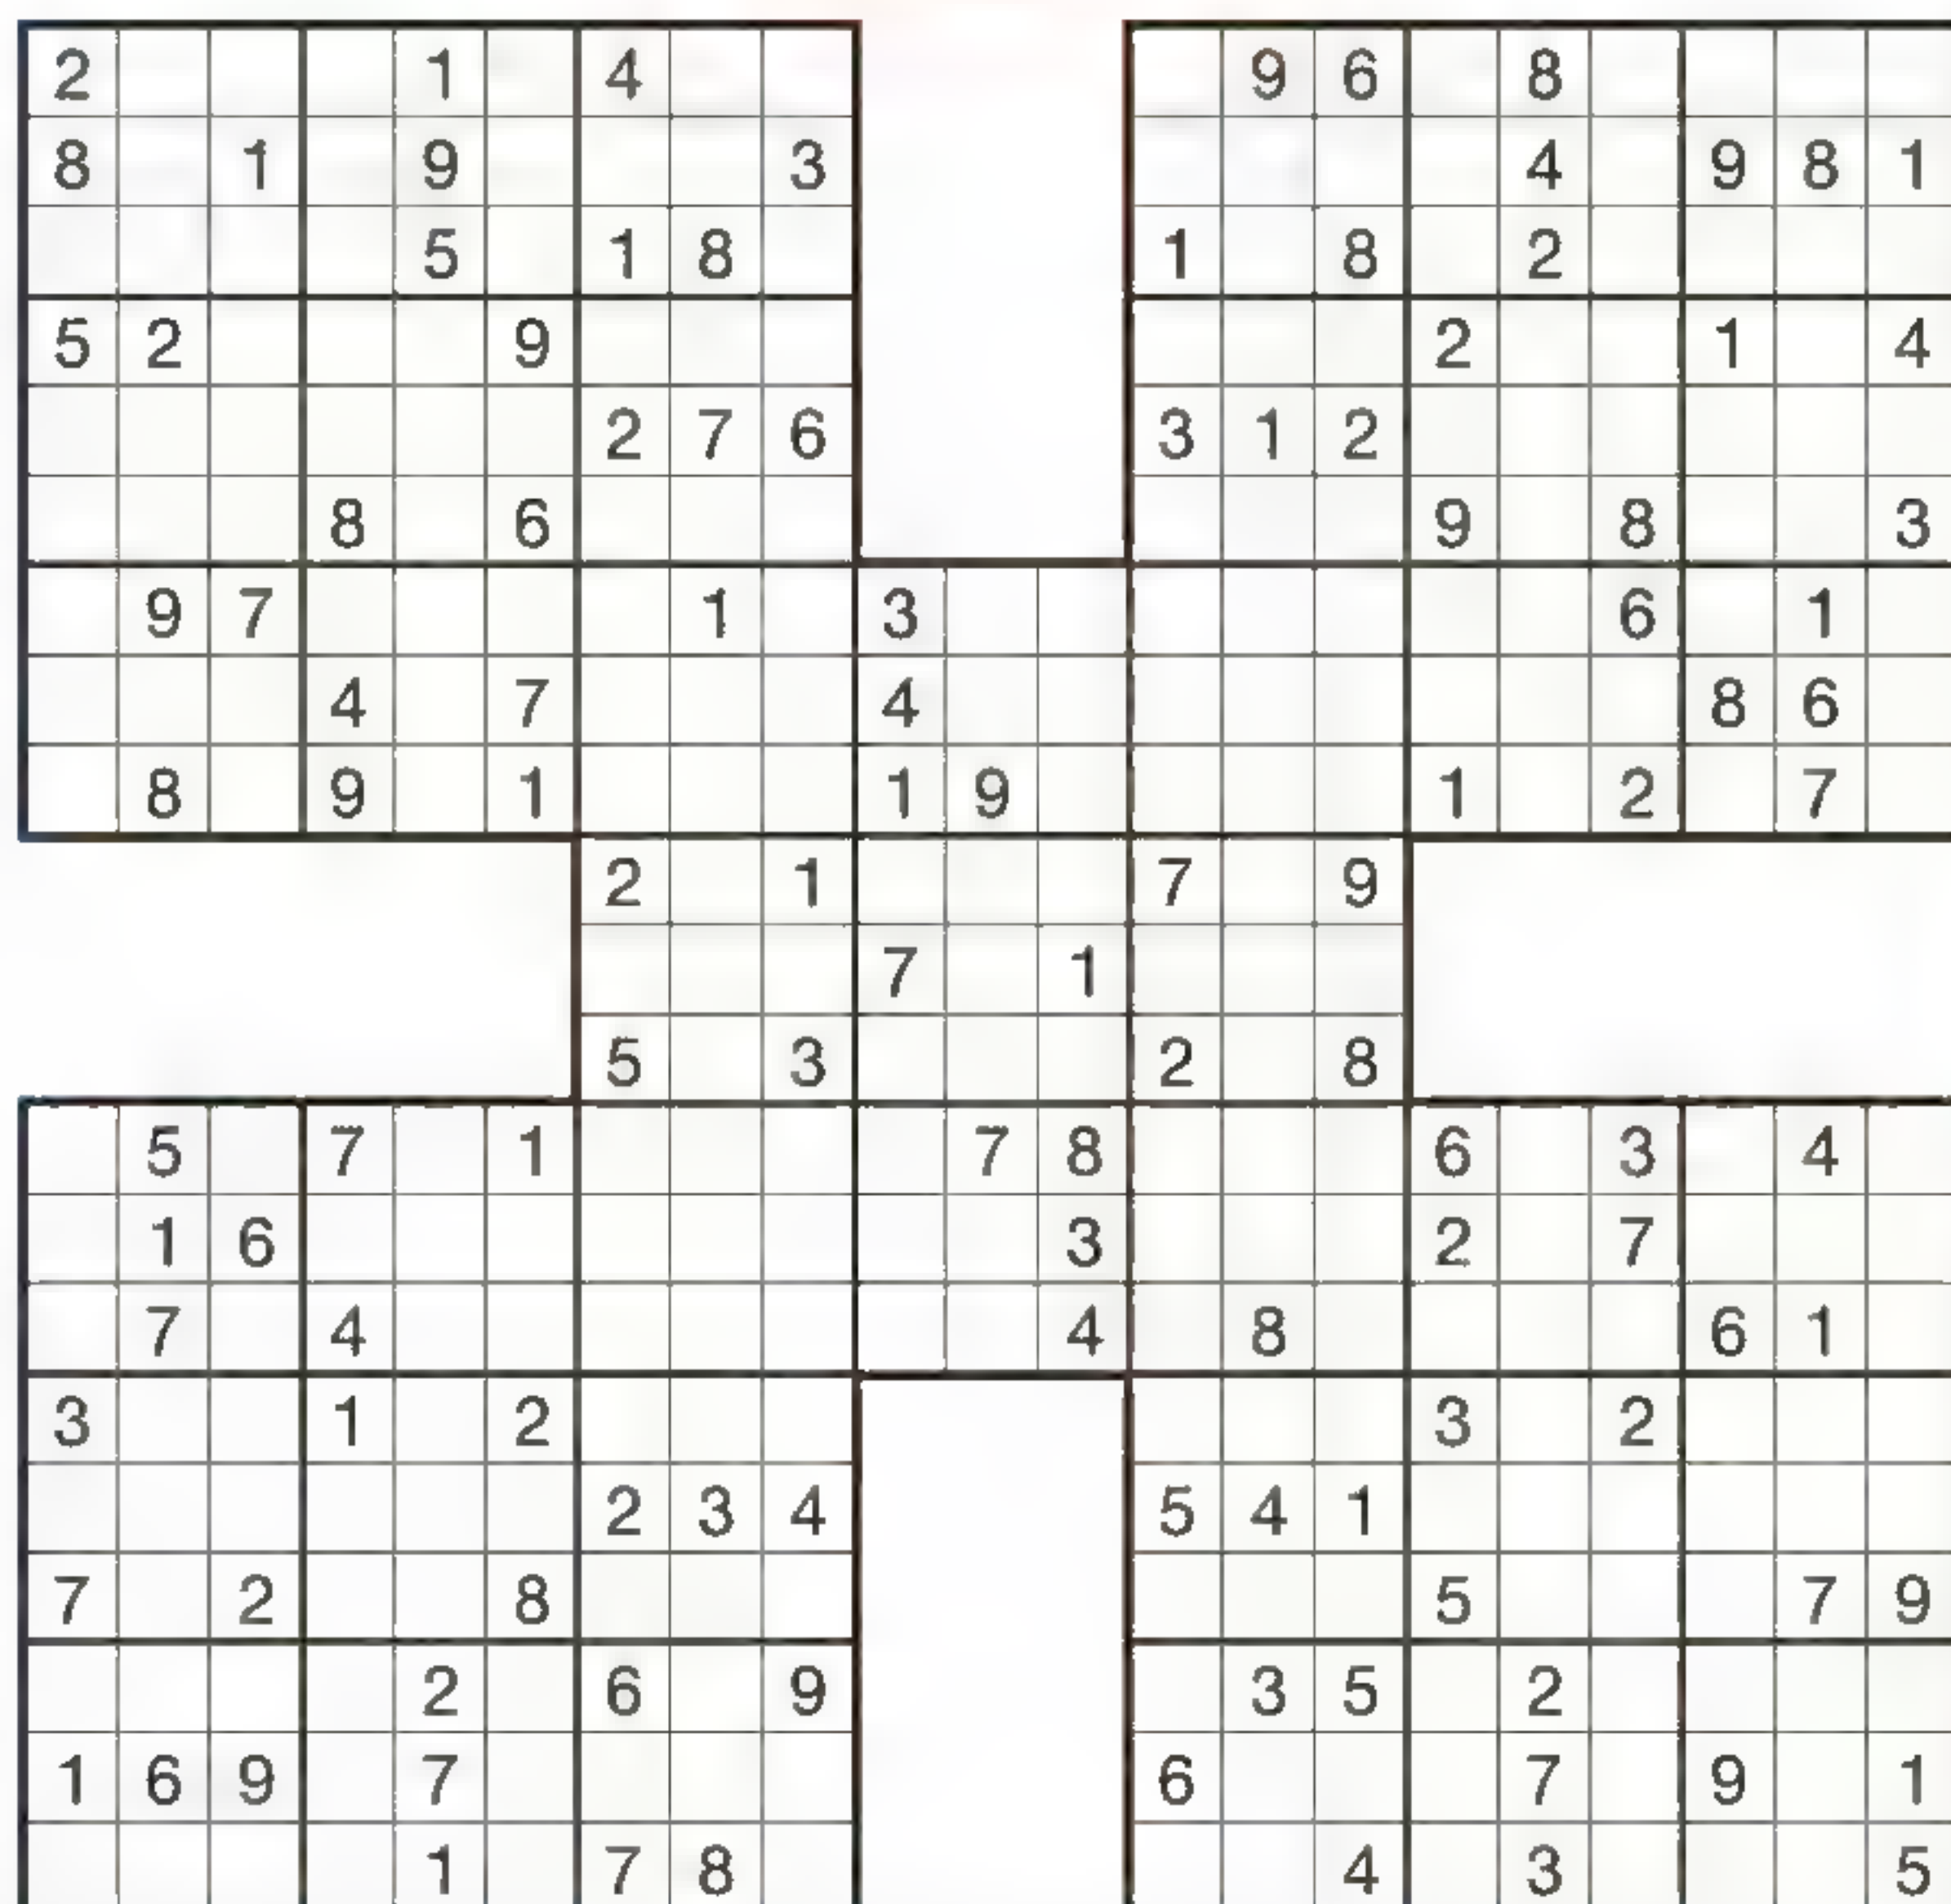 2 1 4 9 6 8
8 1 9 3 4 9 8 1
5 1 8 1 8 2
5 2 9 2 1 4
2 7 6 3 1 2
8 6 9 8 3
9 7 1 3 6 1
4 7 4 8 6
8 9 1 1 9 1 2 7
2 1 7 9
7 1
5 3 2 8
5 7 1 7 8 6 3 4
1 6 3 2 7
7 4 4 8 6 1
3 1 2 3 2
2 3 4 5 4 1
7 2 8 5 7 9
2 6 9 3 5 2
1 6 9 7 6 7 9 1
1 7 8 4 3 5